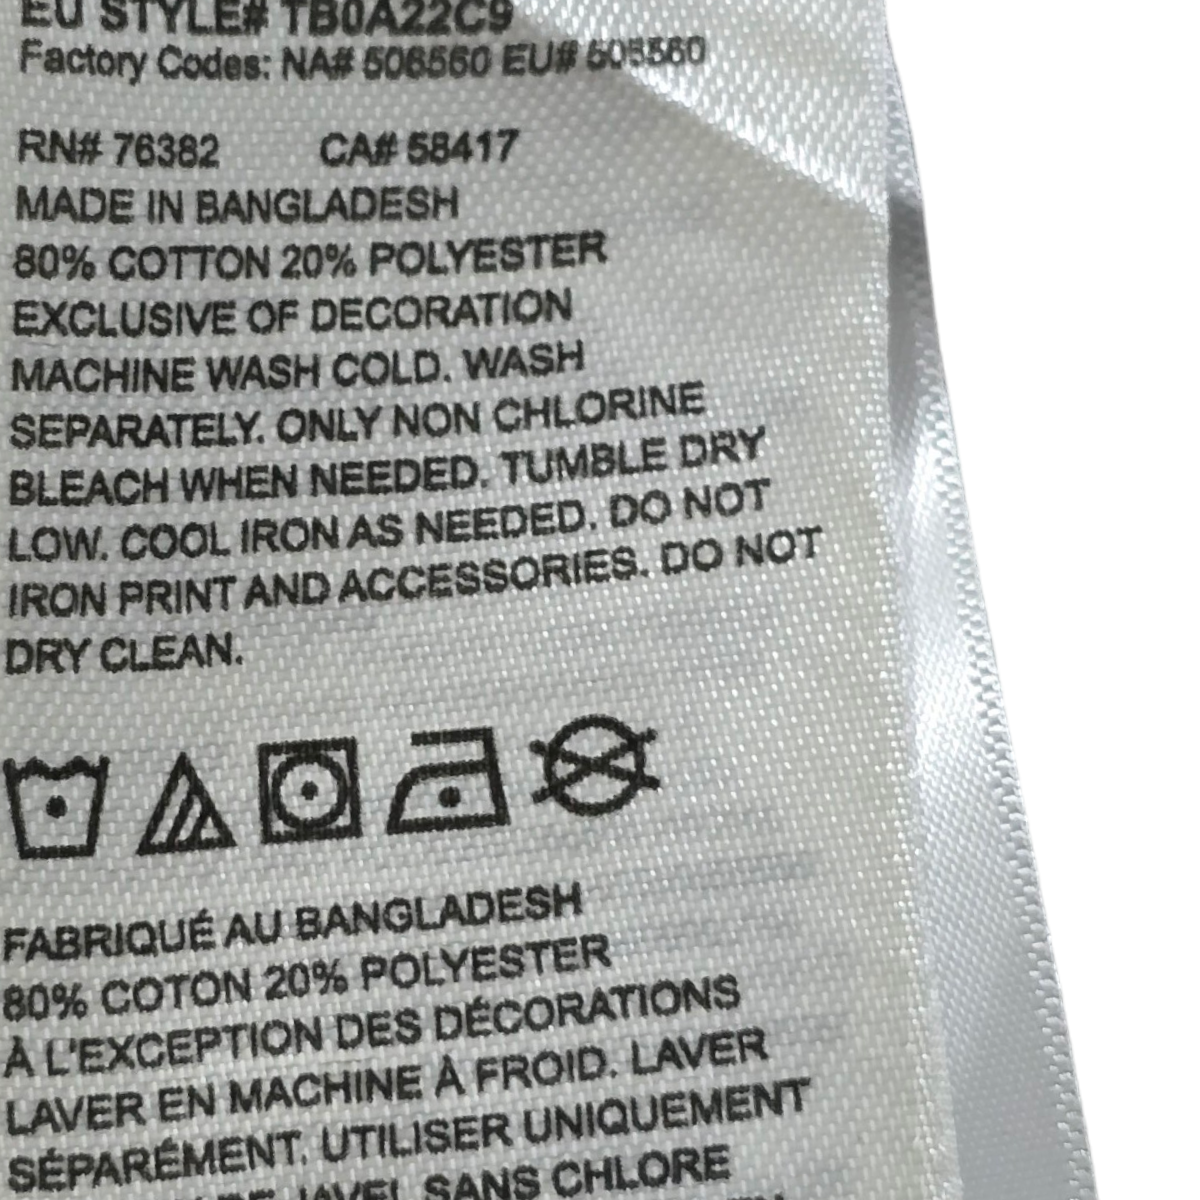 EU STYLE# TB0A22C9
Factory Codes: NA# 506560 EU# 505560
RN# 76382 CA# 58417
MADE IN BANGLADESH
80% COTTON 20% POLYESTER
EXCLUSIVE OF DECORATION
MACHINE WASH COLD. WASH
SEPARATELY. ONLY NON CHLORINE
BLEACH WHEN NEEDED. TUMBLE DRY
LOW. COOL IRON AS NEEDED. DO NOT
IRON PRINT AND ACCESSORIES. DO NOT
DRY CLEAN.
FABRIQUÉ AU BANGLADESH
80% COTON 20% POLYESTER
À L'EXCEPTION DES DÉCORATIONS
LAVER EN MACHINE À FROID. LAVER
SÉPARÉMENT. UTILISER UNIQUEMENT
JAVEL SANS CHLORE